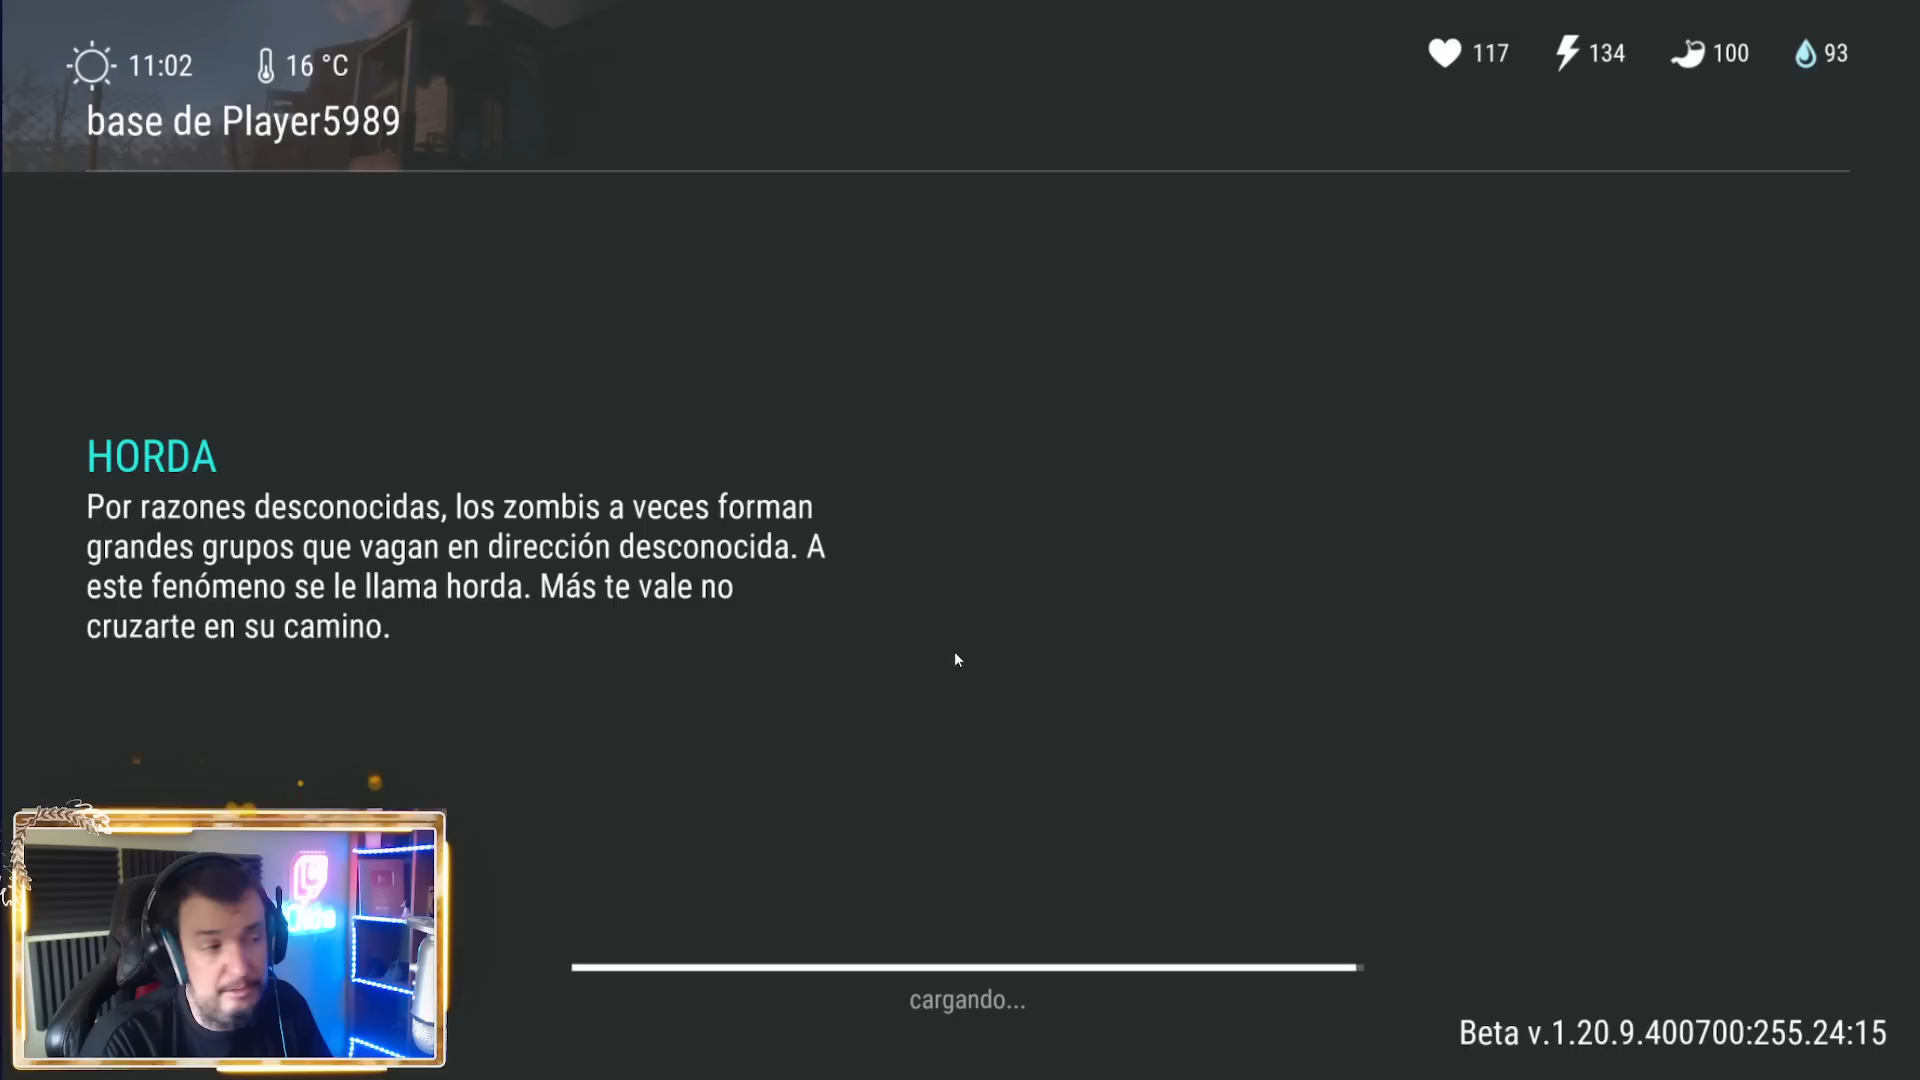 11:02
16 °C
117
134
100
93
base de Player5989
HORDA
Por razones desconocidas, los zombis a veces forman
grandes grupos que vagan en dirección desconocida. A
este fenómeno se le llama horda. Más te vale no
cruzarte en su camino.
cargando...
Beta v.1.20.9.400700:255.24:15